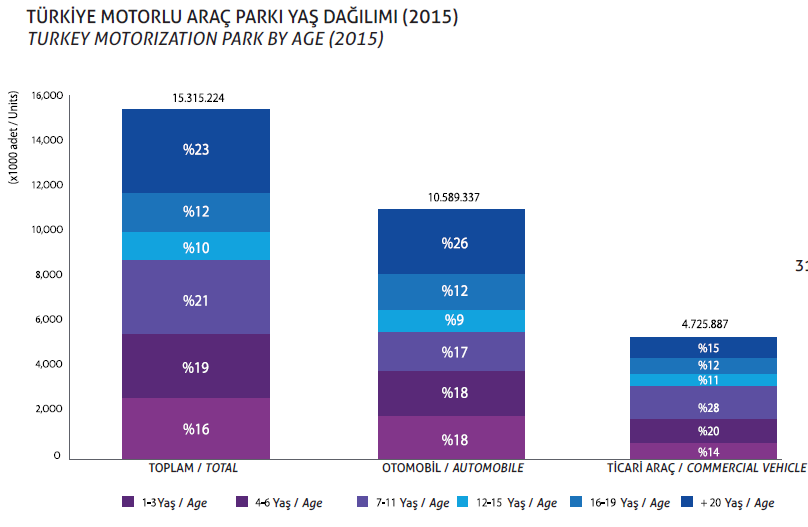 TÜRKİYE MOTORLU ARAÇ PARKI YAŞ DAĞILIMI (2015)
TURKEY MOTORIZATION PARK BY AGE (2015)
(x1000 adet / Units)
16,000
14,000
12,000
10,000
8,000
6,000
4,000
2,000
0
15.315.224
%23
%12
%10
%21
%19
%16
10.589.337
%26
%12
%9
%17
%18
%18
4.725.887
%15
%12
%11
%28
%20
%14
31
TOPLAM / TOTAL
OTOMOBİL / AUTOMOBILE
TİCARİ ARAÇ / COMMERCIAL VEHICLE
1-3 Yaş / Age
4-6 Yaş / Age
7-11 Yaş / Age
12-15 Yaş / Age
16-19 Yaş / Age
+ 20 Yaş / Age